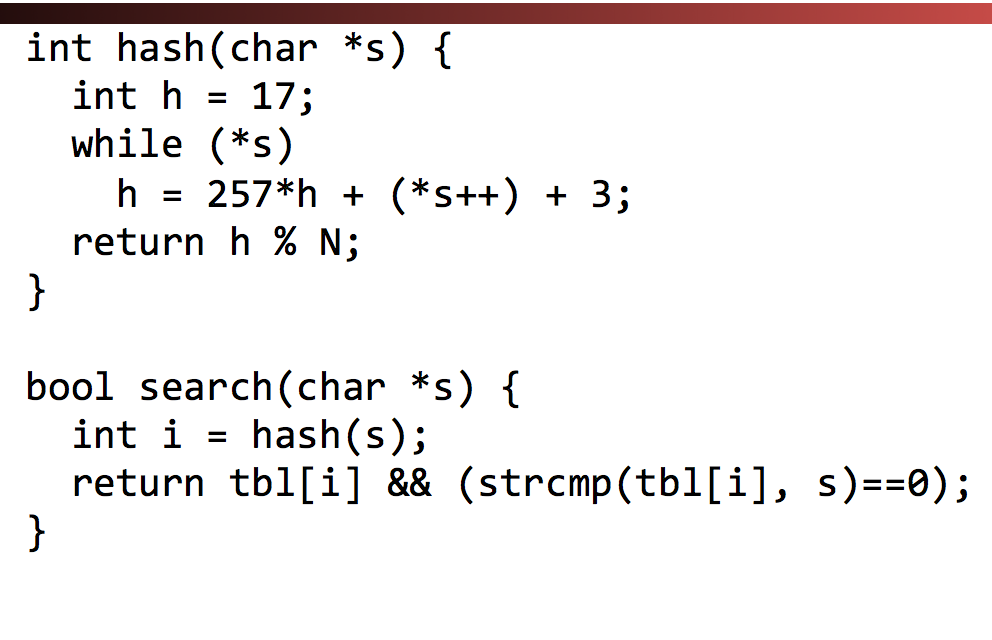 int hash(char *s) {
  int h = 17;
  while (*s)
    h = 257*h + (*s++) + 3;
  return h % N;
}

bool search(char *s) {
  int i = hash(s);
  return tbl[i] && (strcmp(tbl[i], s)==0);
}